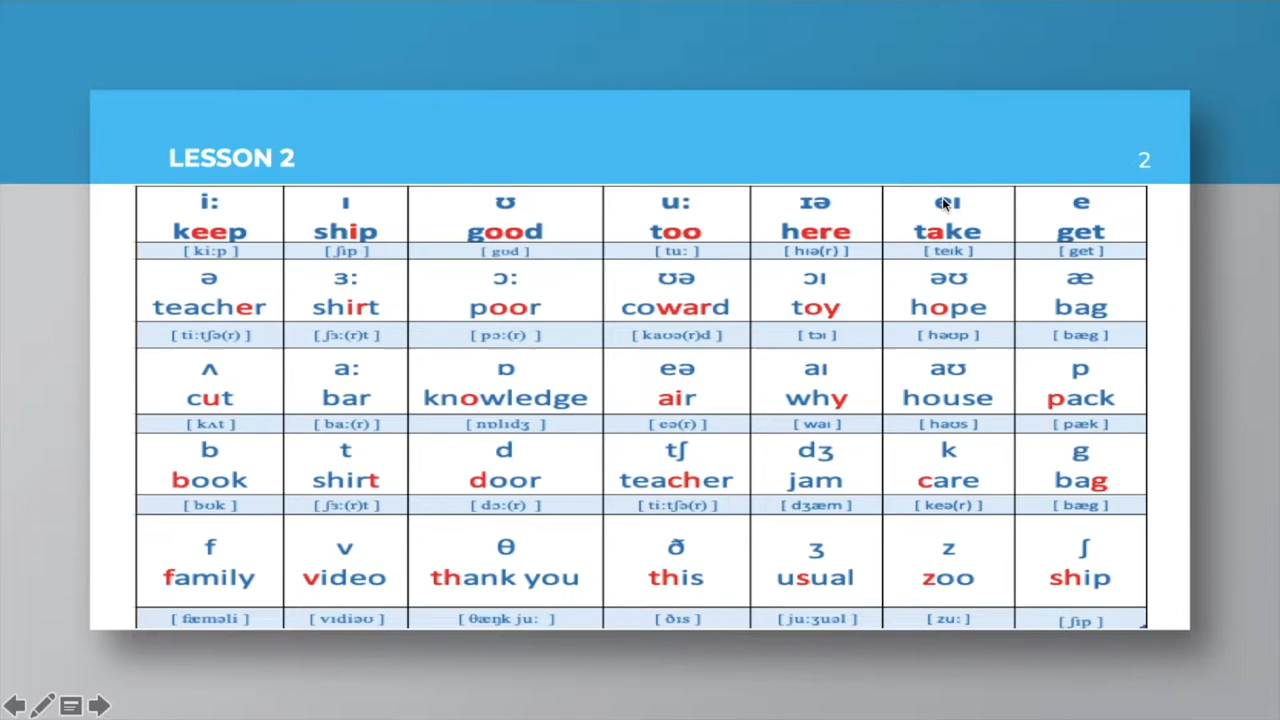 LESSON 2
2
i: ɪ ʊ u: ɪə eɪ e
keep ship good too here take get
[ ki:p ] [ ʃip ] [ gʊd ] [ tu: ] [ hɪə(r) ] [ teɪk ] [ get ]
ə ɜ: ɔ: ʊə ɔɪ əʊ æ
teacher shirt poor coward toy hope bag
[ ti:tʃə(r) ] [ ʃɜ:(r)t ] [ pɔ:(r) ] [ kaʊə(r)d ] [ tɔɪ ] [ həʊp ] [ bæg ]
ʌ a: ɒ eə aɪ aʊ p
cut bar knowledge air why house pack
[ kʌt ] [ ba:(r) ] [ nɒlɪdʒ ] [ eə(r) ] [ waɪ ] [ haʊs ] [ pæk ]
b t d tʃ dʒ k g
book shirt door teacher jam care bag
[ bʊk ] [ ʃɜ:(r)t ] [ dɔ:(r) ] [ ti:tʃə(r) ] [ dʒæm ] [ keə(r) ] [ bæg ]
f v θ ð ʒ z ʃ
family video thank you this usual zoo ship
[ fæməli ] [ vɪdiəʊ ] [ θæŋk ju: ] [ ðɪs ] [ ju:ʒuəl ] [ zu: ] [ ʃip ]